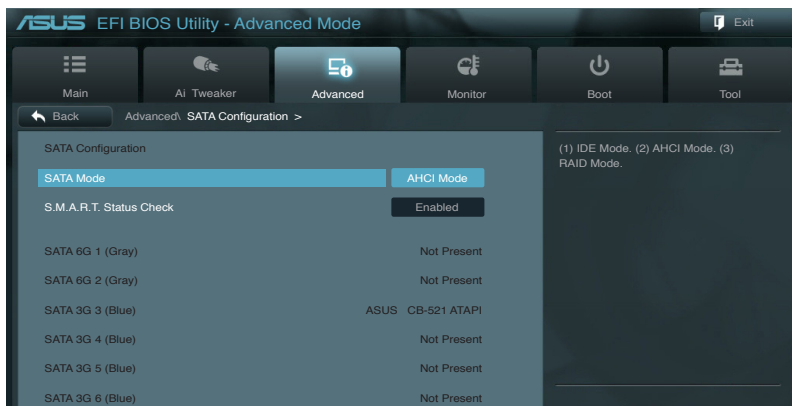 ASUS EFI BIOS Utility - Advanced Mode
Exit
Main
Ai Tweaker
Advanced
Monitor
Boot
Tool
Back
Advanced\ SATA Configuration >
SATA Configuration
SATA Mode AHCI Mode
S.M.A.R.T. Status Check Enabled
SATA 6G 1 (Gray) Not Present
SATA 6G 2 (Gray) Not Present
SATA 3G 3 (Blue) ASUS CB-521 ATAPI
SATA 3G 4 (Blue) Not Present
SATA 3G 5 (Blue) Not Present
SATA 3G 6 (Blue) Not Present
(1) IDE Mode. (2) AHCI Mode. (3)
RAID Mode.